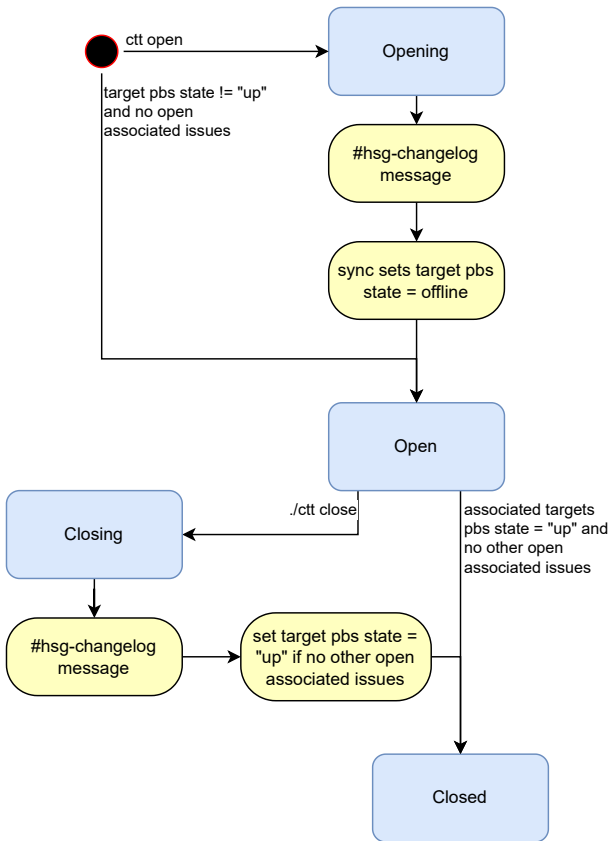 ctt open
Opening
target pbs state != "up"
and no open
associated issues
#hsg-changelog
message
sync sets target pbs
state = offline
Open
./ctt close
associated targets
pbs state = "up" and
no other open
associated issues
Closing
#hsg-changelog
message
set target pbs state =
"up" if no other open
associated issues
Closed